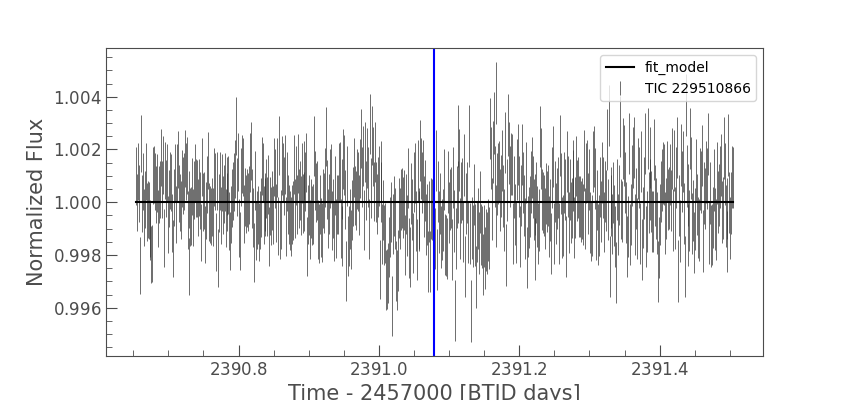 fit_model
TIC 229510866
1.004
1.002
1.000
0.998
0.996
Normalized Flux
2390.8 2391.0 2391.2 2391.4
Time - 2457000 [BTJD days]